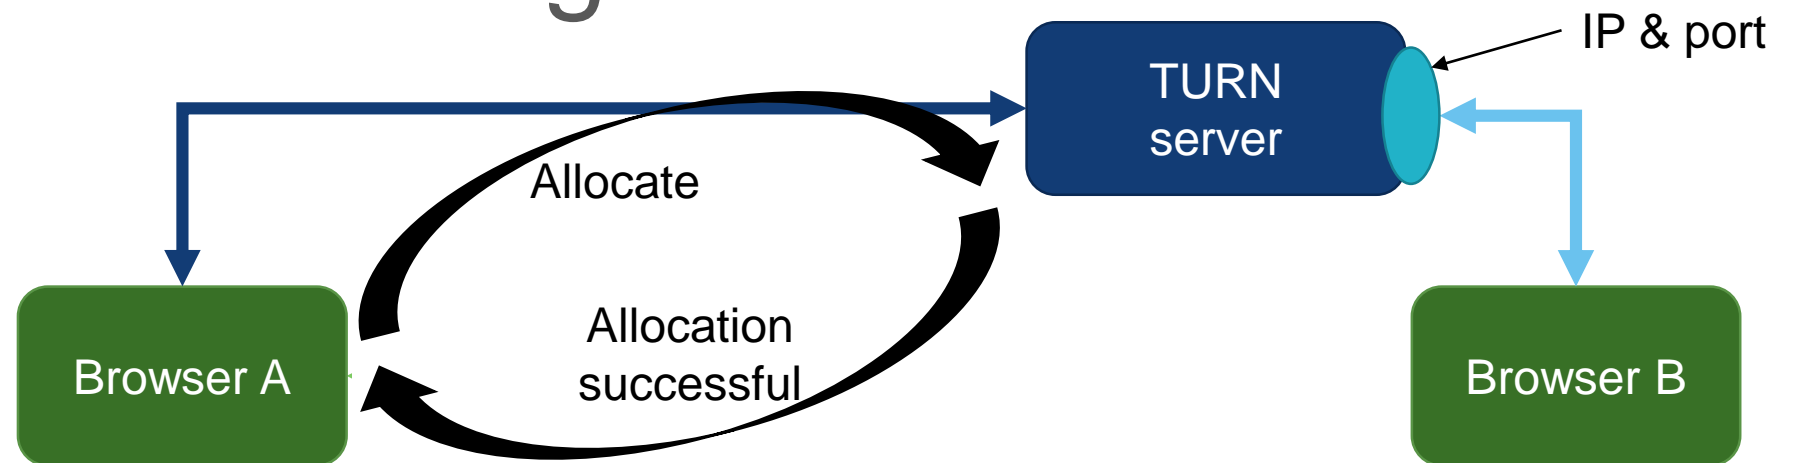 IP & port
TURN
server
Allocate
Allocation
successful
Browser A
Browser B